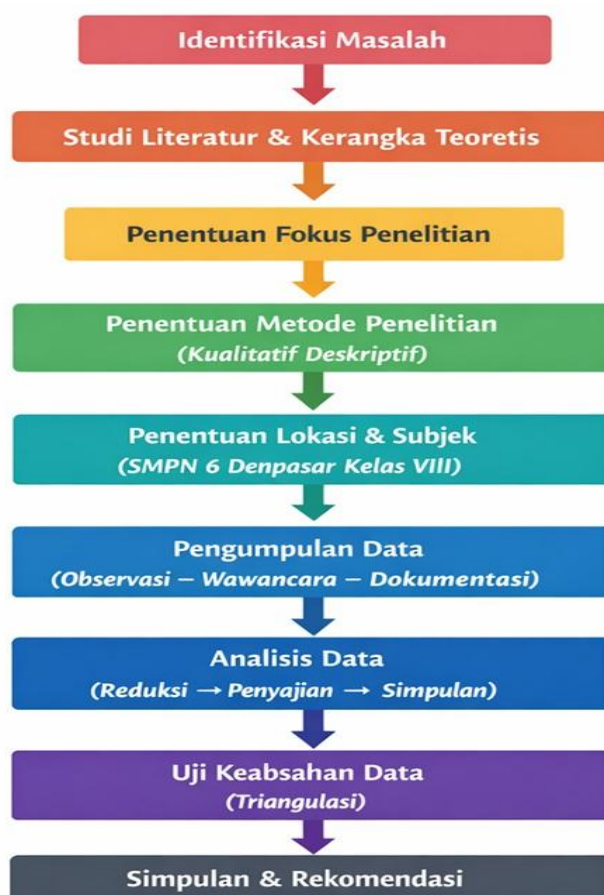 Identifikasi Masalah
Studi Literatur & Kerangka Teoretis
Penentuan Fokus Penelitian
Penentuan Metode Penelitian
(Kualitatif Deskriptif)
Penentuan Lokasi & Subjek
(SMPN 6 Denpasar Kelas VIII)
Pengumpulan Data
(Observasi – Wawancara – Dokumentasi)
Analisis Data
(Reduksi → Penyajian → Simpulan)
Uji Keabsahan Data
(Triangulasi)
Simpulan & Rekomendasi